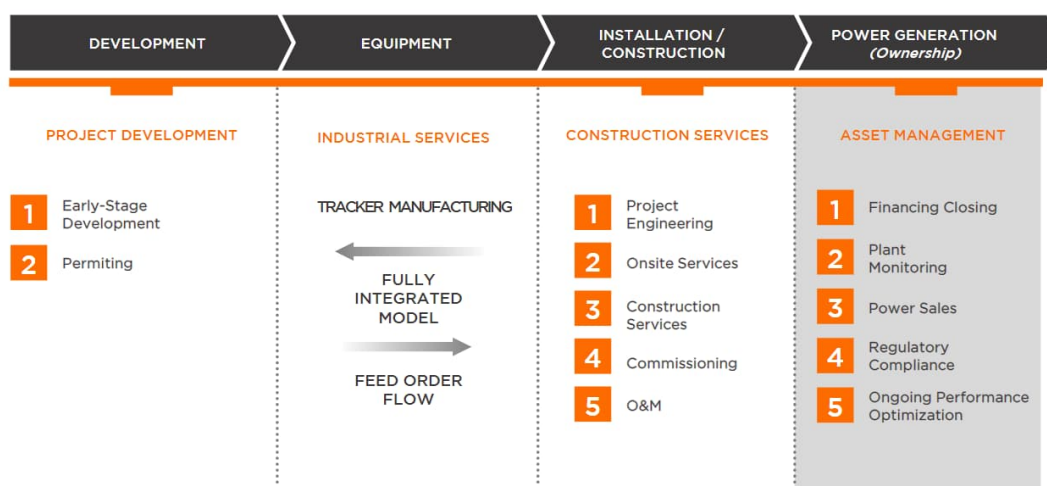 DEVELOPMENT
EQUIPMENT
INSTALLATION /
CONSTRUCTION
POWER GENERATION
(Ownership)
PROJECT DEVELOPMENT
1 Early-Stage
Development
2 Permiting
INDUSTRIAL SERVICES
TRACKER MANUFACTURING
FULLY
INTEGRATED
MODEL
FEED ORDER
FLOW
CONSTRUCTION SERVICES
1 Project
Engineering
2 Onsite Services
3 Construction
Services
4 Commissioning
5 O&M
ASSET MANAGEMENT
1 Financing Closing
2 Plant
Monitoring
3 Power Sales
4 Regulatory
Compliance
5 Ongoing Performance
Optimization